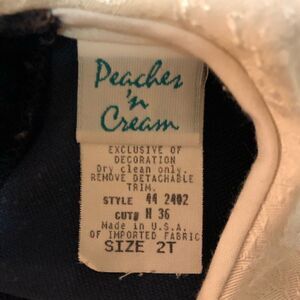 Peaches
'n
Cream
EXCLUSIVE OF
DECORATION
Dry clean only.
REMOVE DETACHABLE
TRIM.
STYLE 44 2402
CUT# H 36
Made in U.S.A.
OF IMPORTED FABRIC
SIZE 2T